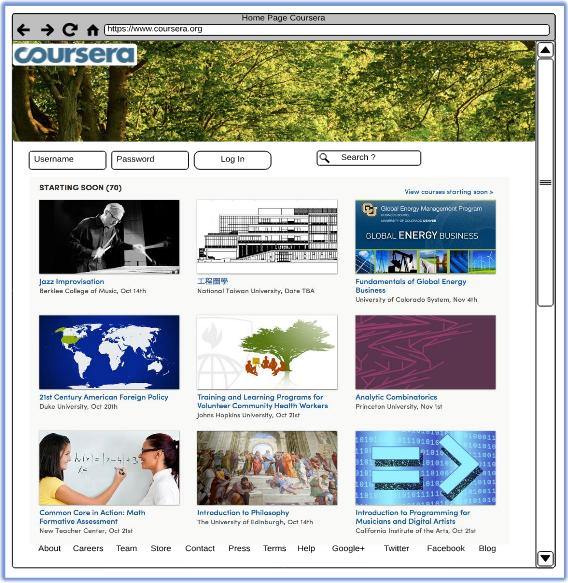 Home Page Coursera
https://www.coursera.org
coursera
Username
Password
Log In
Search ?
STARTING SOON (70)
View courses starting soon >
Global Energy Management Program
UNIVERSITY OF COLORADO DENVER
GLOBAL ENERGY BUSINESS
Jazz Improvisation
Berklee College of Music, Oct 14th
工程圖學
National Taiwan University, Date TBA
Fundamentals of Global Energy
Business
University of Colorado System, Nov 4th
21st Century American Foreign Policy
Duke University, Oct 20th
Training and Learning Programs for
Volunteer Community Health Workers
Johns Hopkins University, Oct 21st
Analytic Combinatorics
Princeton University, Nov 1st
Common Core in Action: Math
Formative Assessment
New Teacher Center, Oct 21st
Introduction to Philosophy
The University of Edinburgh, Oct 14th
Introduction to Programming for
Musicians and Digital Artists
California Institute of the Arts, Oct 21st
About Careers Team Store Contact Press Terms Help Google+ Twitter Facebook Blog